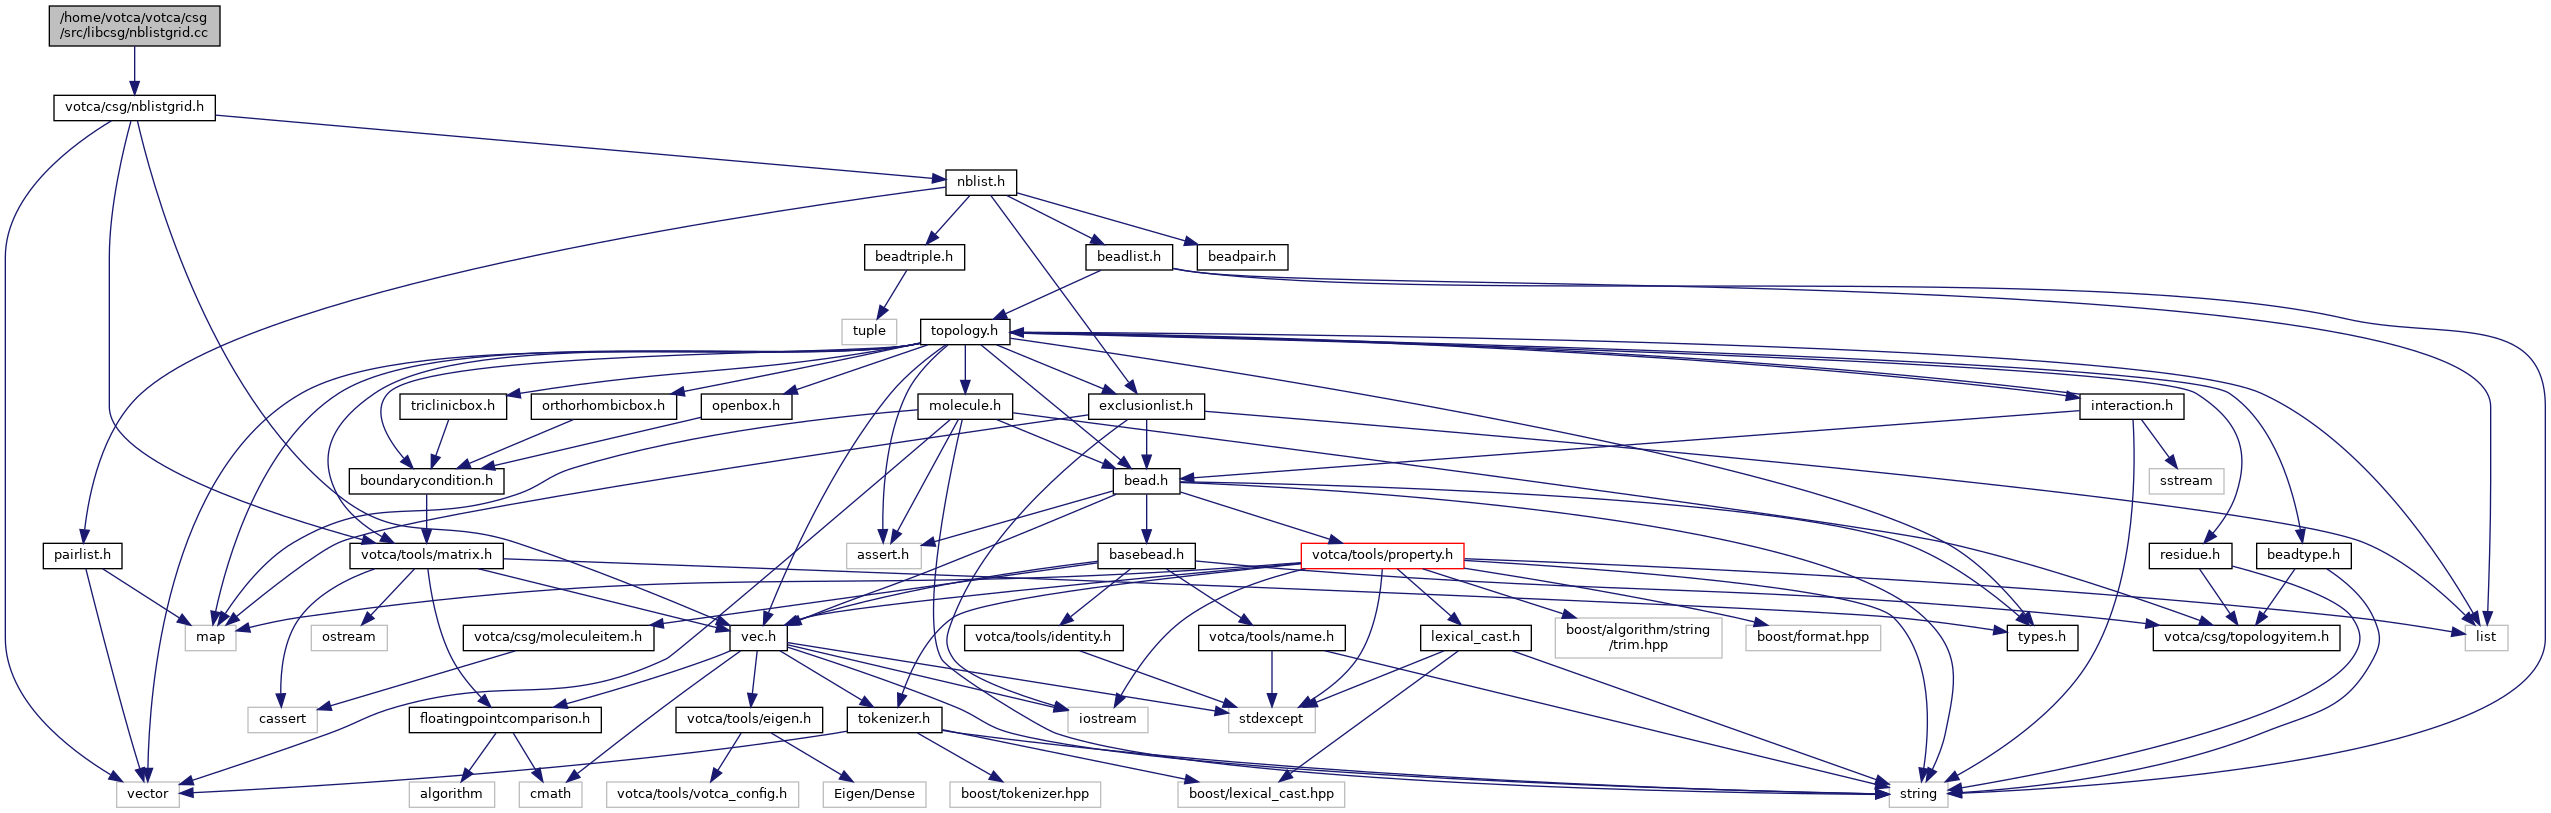 /home/votca/votca/csg
/src/libcsg/nblistgrid.cc
votca/csg/nblistgrid.h
nblist.h
beadtriple.h
beadlist.h
beadpair.h
tuple
topology.h
triclinicbox.h
orthorhombicbox.h
openbox.h
molecule.h
exclusionlist.h
interaction.h
boundarycondition.h
bead.h
sstream
pairlist.h
votca/tools/matrix.h
assert.h
basebead.h
votca/tools/property.h
residue.h
beadtype.h
map
ostream
votca/csg/moleculeitem.h
vec.h
votca/tools/identity.h
votca/tools/name.h
lexical_cast.h
boost/algorithm/string
/trim.hpp
boost/format.hpp
types.h
votca/csg/topologyitem.h
list
cassert
floatingpointcomparison.h
votca/tools/eigen.h
tokenizer.h
iostream
stdexcept
vector
algorithm
cmath
votca/tools/votca_config.h
Eigen/Dense
boost/tokenizer.hpp
boost/lexical_cast.hpp
string